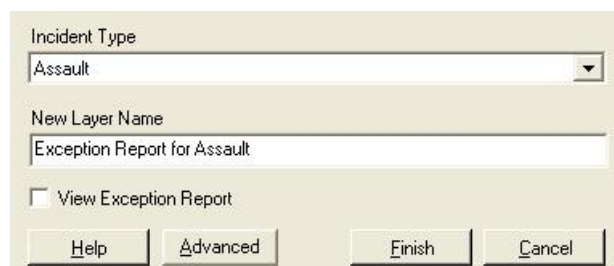 Incident Type
Assault
New Layer Name
Exception Report for Assault
View Exception Report
Help Advanced Finish Cancel